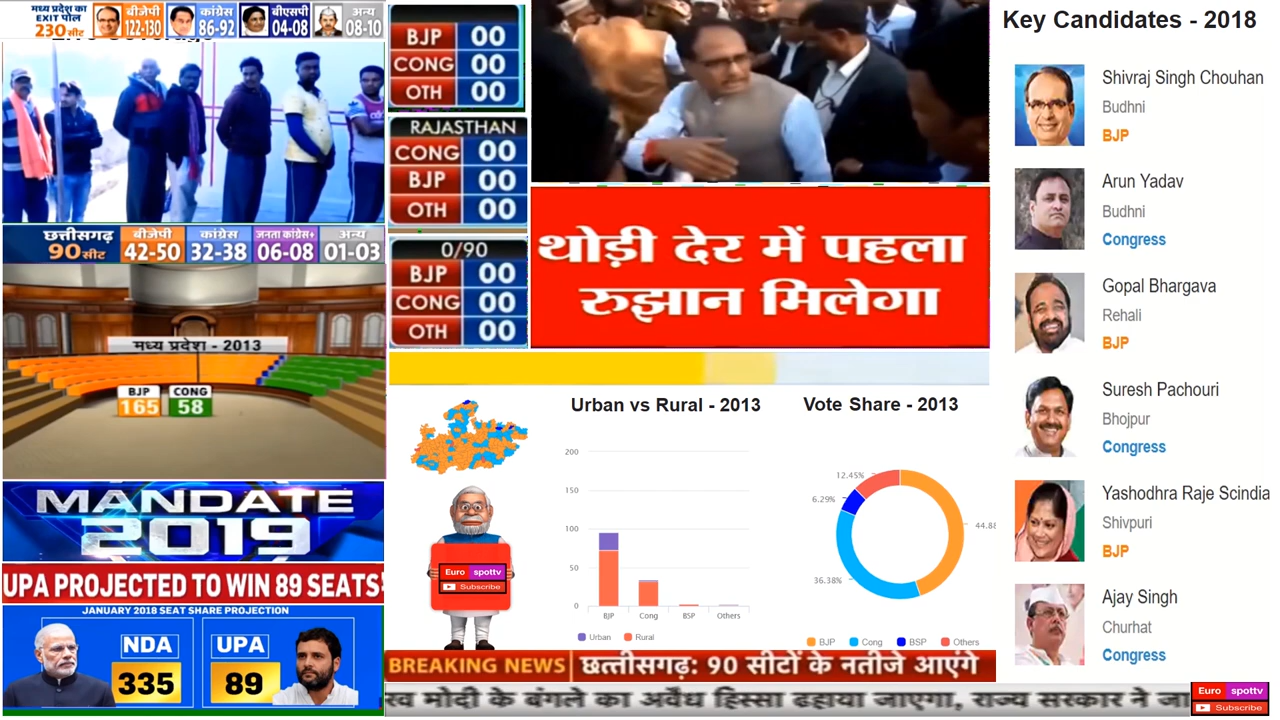 मध्य प्रदेश का
EXIT पोल
230 सीट
बीजेपी
122-130
कांग्रेस
86-92
बीएसपी
04-08
अन्य
08-10
छत्तीसगढ़
90 सीट
बीजेपी
42-50
कांग्रेस
32-38
जनता कांग्रेस+
06-08
अन्य
01-03
मध्य प्रदेश - 2013
BJP CONG
165 58
MANDATE
2019
UPA PROJECTED TO WIN 89 SEATS
JANUARY 2018 SEAT SHARE PROJECTION
NDA
335
UPA
89
BJP 00
CONG 00
OTH 00
RAJASTHAN
CONG 00
BJP 00
OTH 00
0/90
BJP 00
CONG 00
OTH 00
थोड़ी देर में पहला
रुझान मिलेगा
Urban vs Rural - 2013
200
150
100
50
0
BJP Cong BSP Others
Urban Rural
Vote Share - 2013
12.45%
6.29%
44.88
36.38%
BJP Cong BSP Others
Euro spottv
Subscribe
BREAKING NEWS छत्तीसगढ़: 90 सीटों के नतीजे आएंगे
रव मोदी के बंगले का अवैध हिस्सा ढहाया जाएगा, राज्य सरकार ने जा
Key Candidates - 2018
Shivraj Singh Chouhan
Budhni
BJP
Arun Yadav
Budhni
Congress
Gopal Bhargava
Rehali
BJP
Suresh Pachouri
Bhojpur
Congress
Yashodhra Raje Scindia
Shivpuri
BJP
Ajay Singh
Churhat
Congress
Euro spottv
Subscribe